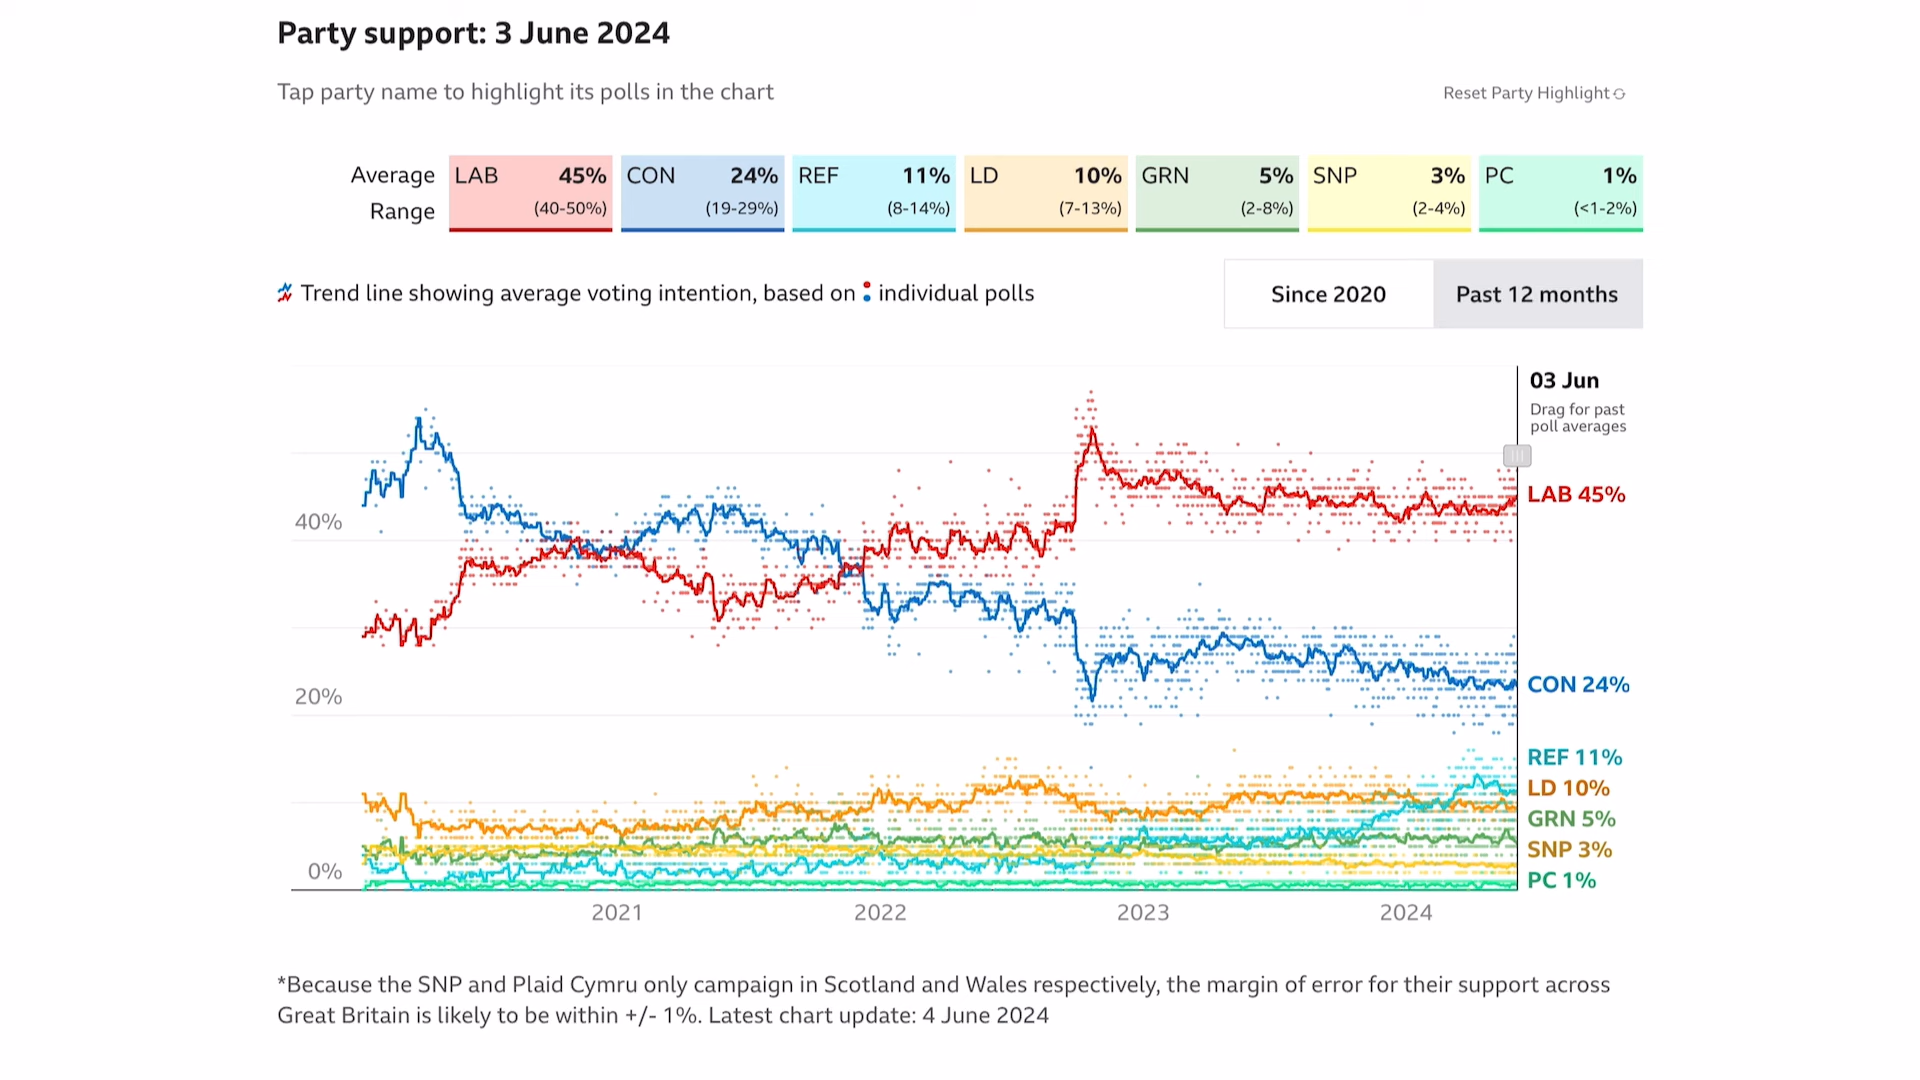 Party support: 3 June 2024
Tap party name to highlight its polls in the chart
Reset Party Highlight
Average
Range
LAB 45%
(40-50%)
CON 24%
(19-29%)
REF 11%
(8-14%)
LD 10%
(7-13%)
GRN 5%
(2-8%)
SNP 3%
(2-4%)
PC 1%
(<1-2%)
Trend line showing average voting intention, based on individual polls
Since 2020
Past 12 months
03 Jun
Drag for past
poll averages
40%
20%
0%
LAB 45%
CON 24%
REF 11%
LD 10%
GRN 5%
SNP 3%
PC 1%
2021
2022
2023
2024
*Because the SNP and Plaid Cymru only campaign in Scotland and Wales respectively, the margin of error for their support across
Great Britain is likely to be within +/- 1%. Latest chart update: 4 June 2024